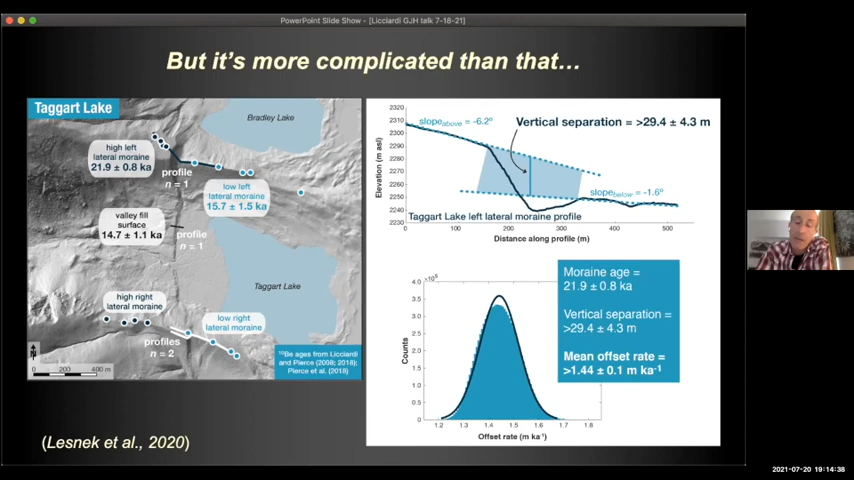 PowerPoint Slide Show - [Licciardi GJH talk 7-18-21]
But it's more complicated than that…
Taggart Lake
Bradley Lake
high left
lateral moraine
21.9 ± 0.8 ka
profile
n = 1
low left
lateral moraine
15.7 ± 1.5 ka
valley fill
surface
14.7 ± 1.1 ka
profile
n = 1
Taggart Lake
high right
lateral moraine
low right
lateral moraine
profiles
n = 2
N
0 200 400 m
¹⁰Be ages from Licciardi
and Pierce (2008; 2018);
Pierce et al. (2018)
(Lesnek et al., 2020)
2320
2310
2300
2290
2280
2270
2260
2250
2240
2230
Elevation (m asl)
slopeabove = -6.2°
Vertical separation = >29.4 ± 4.3 m
slopebelow = -1.6°
Taggart Lake left lateral moraine profile
0 100 200 300 400 500
Distance along profile (m)
×10⁵
4.0
3.5
3.0
2.5
2.0
1.5
1.0
0.5
0
Counts
1.2 1.3 1.4 1.5 1.6 1.7 1.8
Offset rate (m ka⁻¹)
Moraine age =
21.9 ± 0.8 ka
Vertical separation =
>29.4 ± 4.3 m
Mean offset rate =
>1.44 ± 0.1 m ka⁻¹
2021-07-20 19:14:38